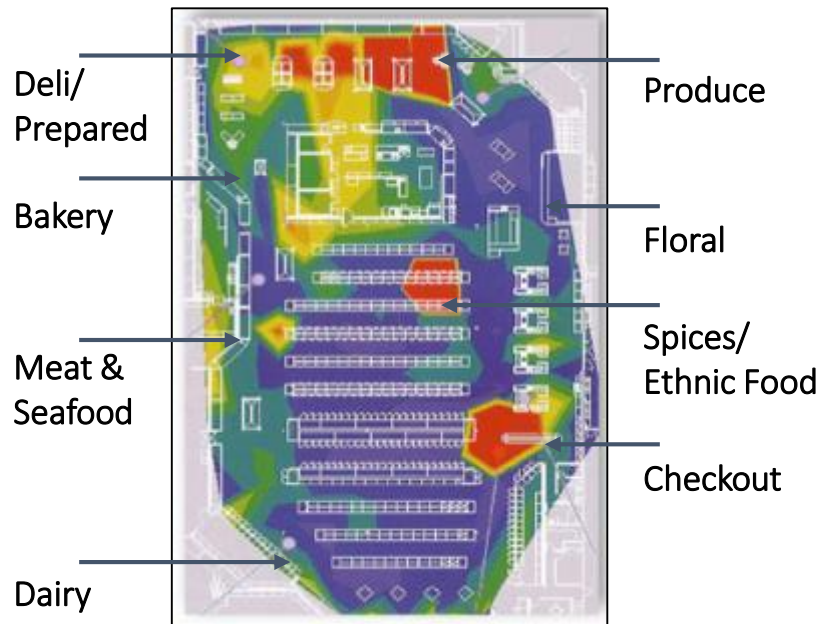 Deli/
Prepared
Bakery
Meat &
Seafood
Dairy
Produce
Floral
Spices/
Ethnic Food
Checkout